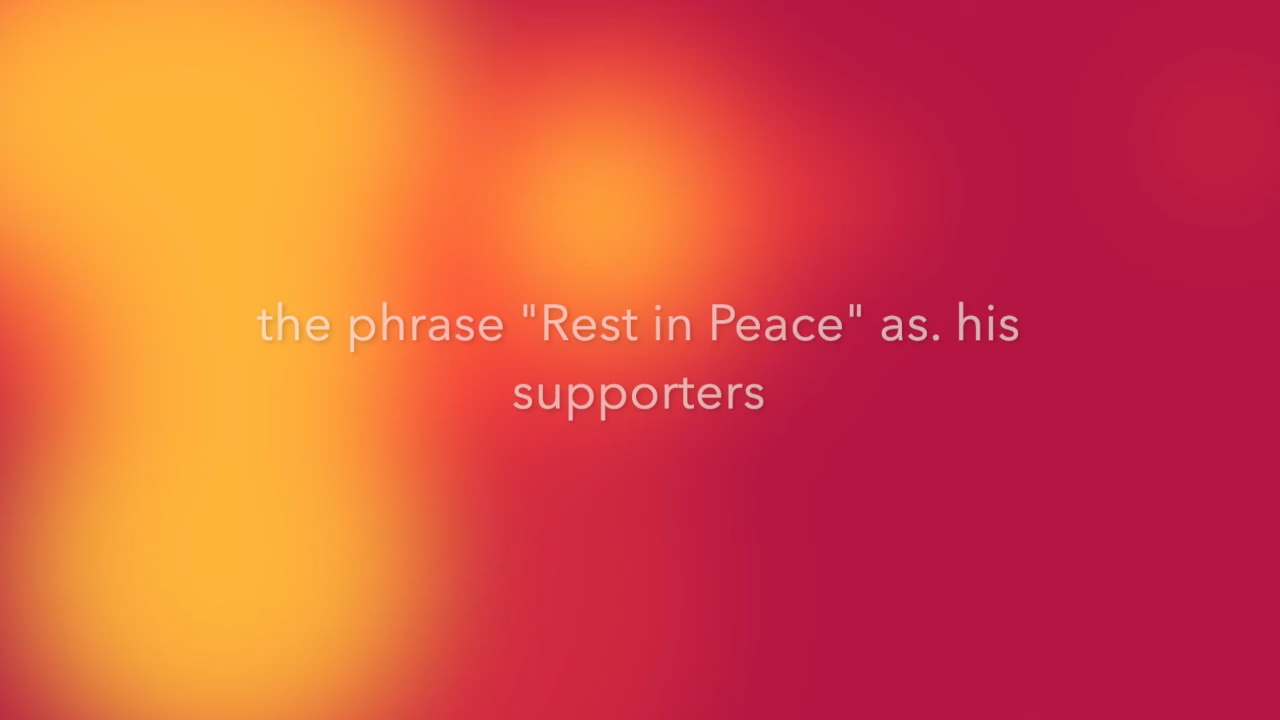 the phrase "Rest in Peace" as. his
supporters